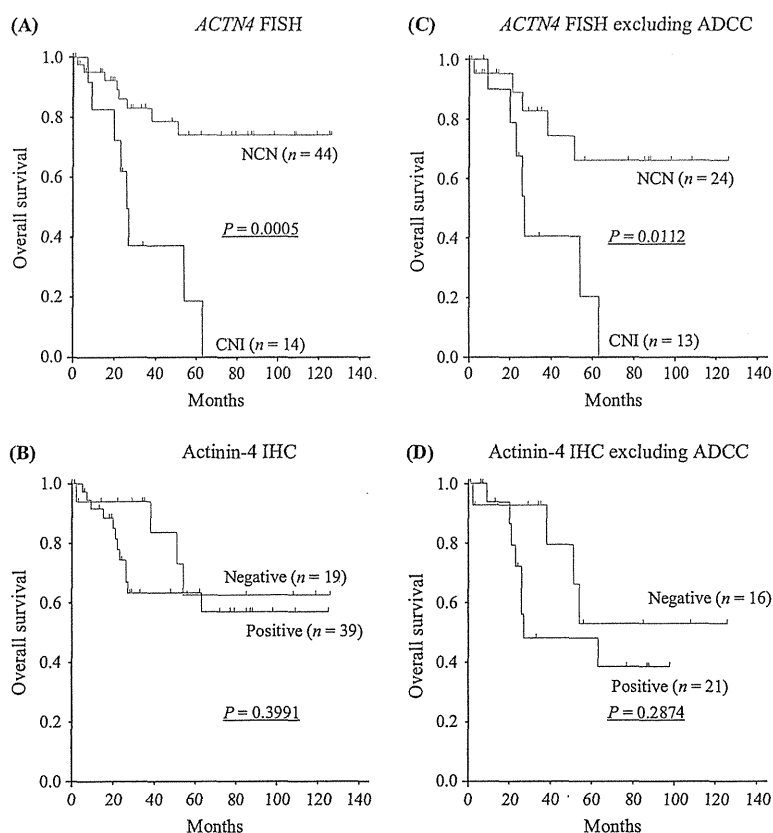 (A) ACTN4 FISH
Overall survival
1.0
0.8
0.6
0.4
0.2
0.0
NCN (n = 44)
P = 0.0005
CNI (n = 14)
0 20 40 60 80 100 120 140
Months
(C) ACTN4 FISH excluding ADCC
Overall survival
1.0
0.8
0.6
0.4
0.2
0.0
NCN (n = 24)
P = 0.0112
CNI (n = 13)
0 20 40 60 80 100 120 140
Months
(B) Actinin-4 IHC
Overall survival
1.0
0.8
0.6
0.4
0.2
0.0
Negative (n = 19)
Positive (n = 39)
P = 0.3991
0 20 40 60 80 100 120 140
Months
(D) Actinin-4 IHC excluding ADCC
Overall survival
1.0
0.8
0.6
0.4
0.2
0.0
Negative (n = 16)
Positive (n = 21)
P = 0.2874
0 20 40 60 80 100 120 140
Months